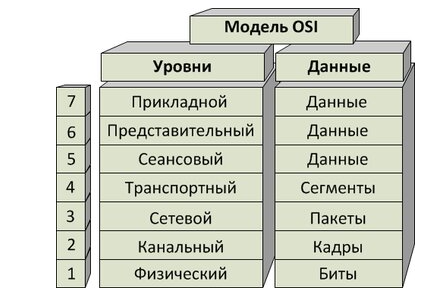 Модель OSI
Уровни Данные
7 Прикладной Данные
6 Представительный Данные
5 Сеансовый Данные
4 Транспортный Сегменты
3 Сетевой Пакеты
2 Канальный Кадры
1 Физический Биты